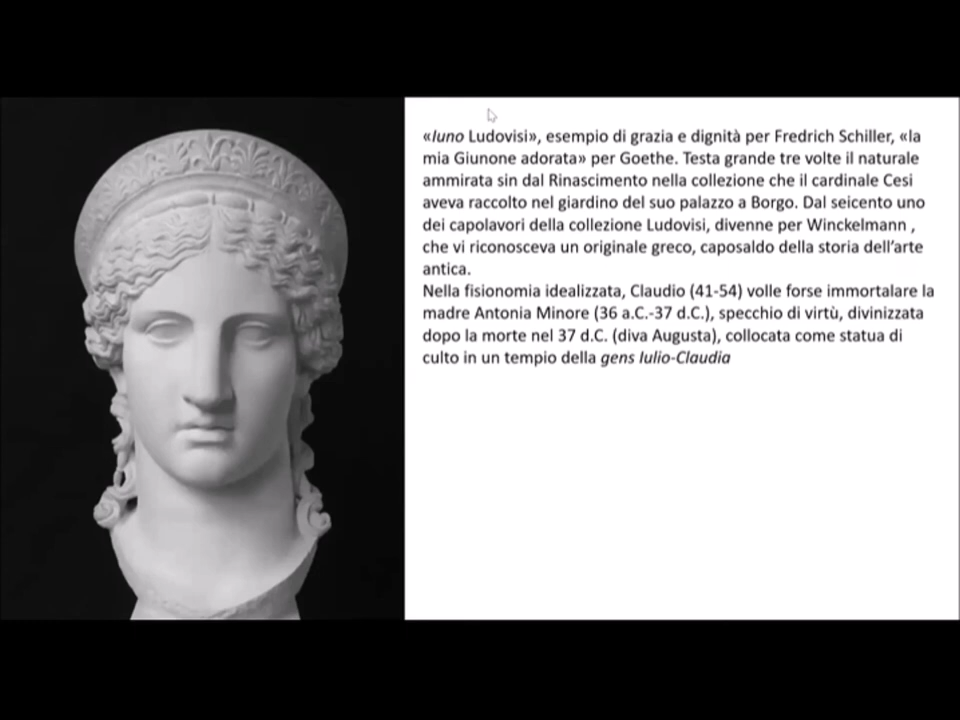 «Iuno Ludovisi», esempio di grazia e dignità per Fredrich Schiller, «la
mia Giunone adorata» per Goethe. Testa grande tre volte il naturale
ammirata sin dal Rinascimento nella collezione che il cardinale Cesi
aveva raccolto nel giardino del suo palazzo a Borgo. Dal seicento uno
dei capolavori della collezione Ludovisi, divenne per Winckelmann ,
che vi riconosceva un originale greco, caposaldo della storia dell'arte
antica.
Nella fisionomia idealizzata, Claudio (41-54) volle forse immortalare la
madre Antonia Minore (36 a.C.-37 d.C.), specchio di virtù, divinizzata
dopo la morte nel 37 d.C. (diva Augusta), collocata come statua di
culto in un tempio della gens Iulio-Claudia